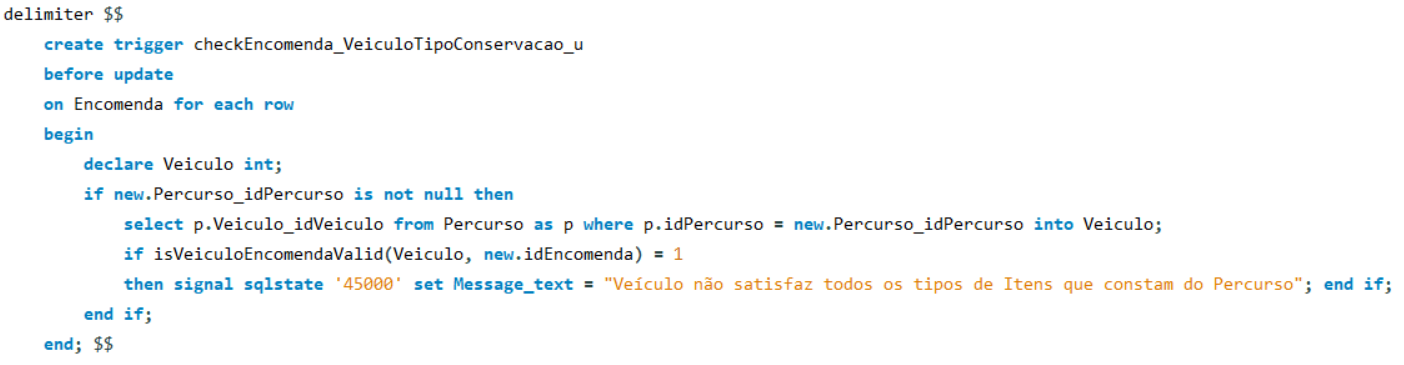 delimiter $$
create trigger checkEncomenda_VeiculoTipoConservacao_u
before update
on Encomenda for each row
begin
declare Veiculo int;
if new.Percurso_idPercurso is not null then
select p.Veiculo_idVeiculo from Percurso as p where p.idPercurso = new.Percurso_idPercurso into Veiculo;
if isVeiculoEncomendaValid(Veiculo, new.idEncomenda) = 1
then signal sqlstate '45000' set Message_text = "Veículo não satisfaz todos os tipos de Itens que constam do Percurso"; end if;
end if;
end; $$